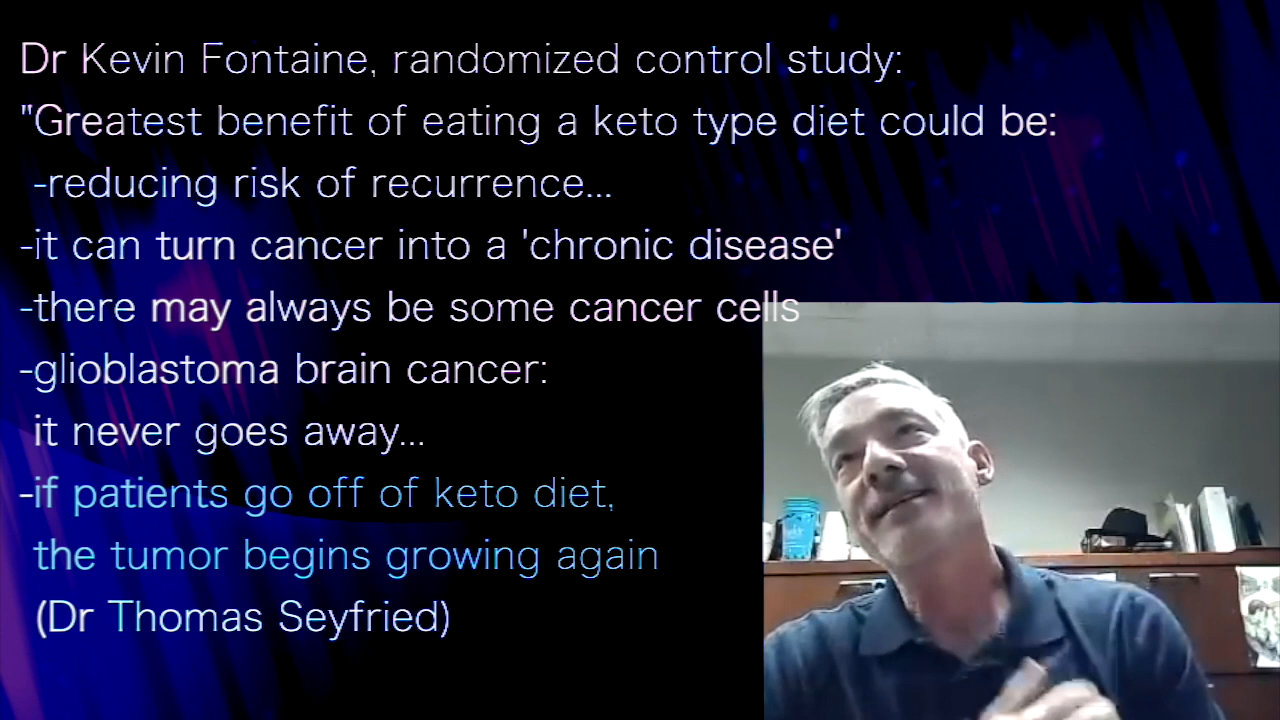 Dr Kevin Fontaine, randomized control study:
"Greatest benefit of eating a keto type diet could be:
-reducing risk of recurrence...
-it can turn cancer into a 'chronic disease'
-there may always be some cancer cells
-glioblastoma brain cancer:
it never goes away...
-if patients go off of keto diet,
the tumor begins growing again
(Dr Thomas Seyfried)